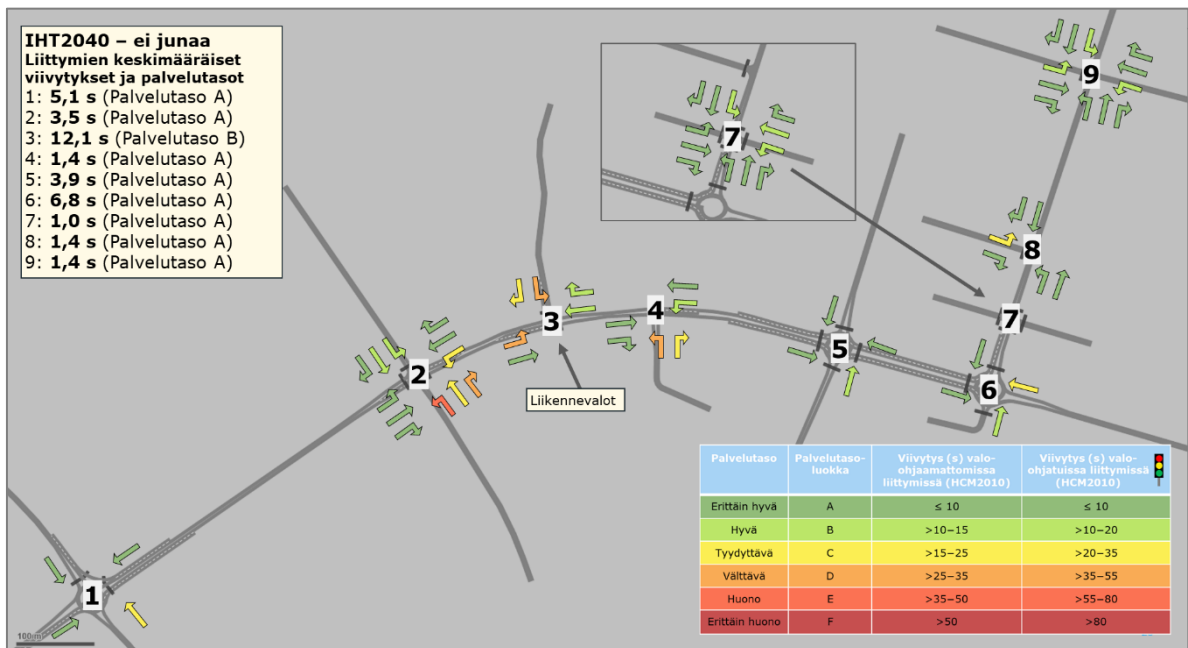 IHT2040 – ei junaa
Liittymien keskimääräiset
viivytykset ja palvelutasot
1: 5,1 s (Palvelutaso A)
2: 3,5 s (Palvelutaso A)
3: 12,1 s (Palvelutaso B)
4: 1,4 s (Palvelutaso A)
5: 3,9 s (Palvelutaso A)
6: 6,8 s (Palvelutaso A)
7: 1,0 s (Palvelutaso A)
8: 1,4 s (Palvelutaso A)
9: 1,4 s (Palvelutaso A)
9
7
8
7
4
3
5
2
6
Liikennevalot
1
100m
Palvelutaso
Palvelutaso-
luokka
Viivytys (s) valo-
ohjaamattomissa
liittymissä (HCM2010)
Viivytys (s) valo-
ohjatuissa liittymissä
(HCM2010)
Erittäin hyvä A ≤ 10 ≤ 10
Hyvä B >10–15 >10–20
Tyydyttävä C >15–25 >20–35
Välttävä D >25–35 >35–55
Huono E >35–50 >55–80
Erittäin huono F >50 >80